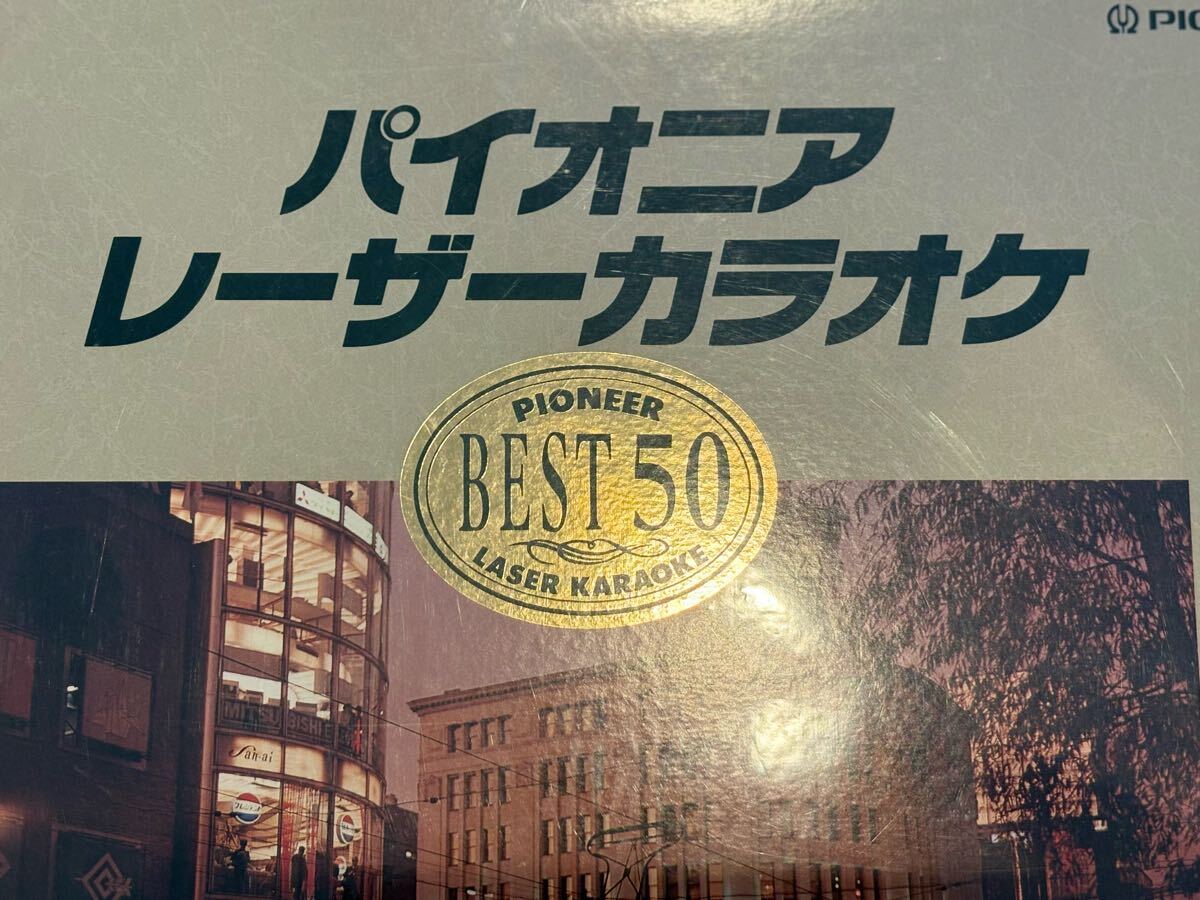 PIO
パイオニア
レーザーカラオケ
PIONEER
BEST 50
LASER KARAOKE
San-ai